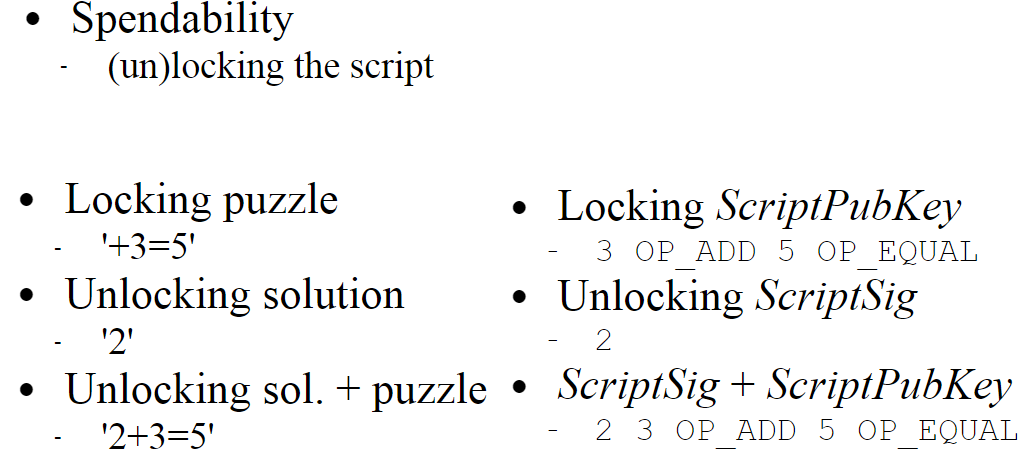 • Spendability
- (un)locking the script
• Locking puzzle
- '+3=5'
• Unlocking solution
- '2'
• Unlocking sol. + puzzle
- '2+3=5'
• Locking ScriptPubKey
- 3 OP_ADD 5 OP_EQUAL
• Unlocking ScriptSig
- 2
• ScriptSig + ScriptPubKey
- 2 3 OP_ADD 5 OP_EQUAL